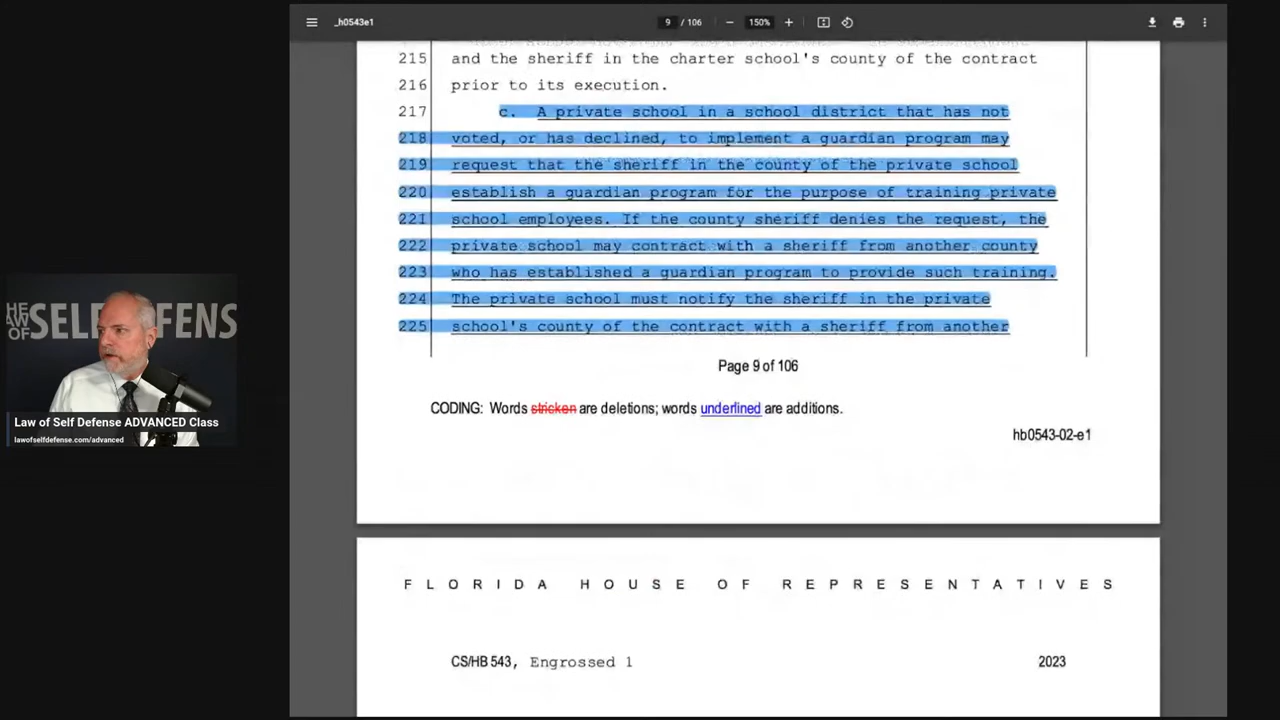 _h0543e1
9 / 106
150%
215 and the sheriff in the charter school's county of the contract
216 prior to its execution.
217 c. A private school in a school district that has not
218 voted, or has declined, to implement a guardian program may
219 request that the sheriff in the county of the private school
220 establish a guardian program for the purpose of training private
221 school employees. If the county sheriff denies the request, the
222 private school may contract with a sheriff from another county
223 who has established a guardian program to provide such training.
224 The private school must notify the sheriff in the private
225 school's county of the contract with a sheriff from another
Page 9 of 106
CODING: Words stricken are deletions; words underlined are additions.
hb0543-02-e1
FLORIDA HOUSE OF REPRESENTATIVES
CS/HB 543, Engrossed 1 2023
SELF DEFENS
Law of Self Defense ADVANCED Class
lawofselfdefense.com/advanced